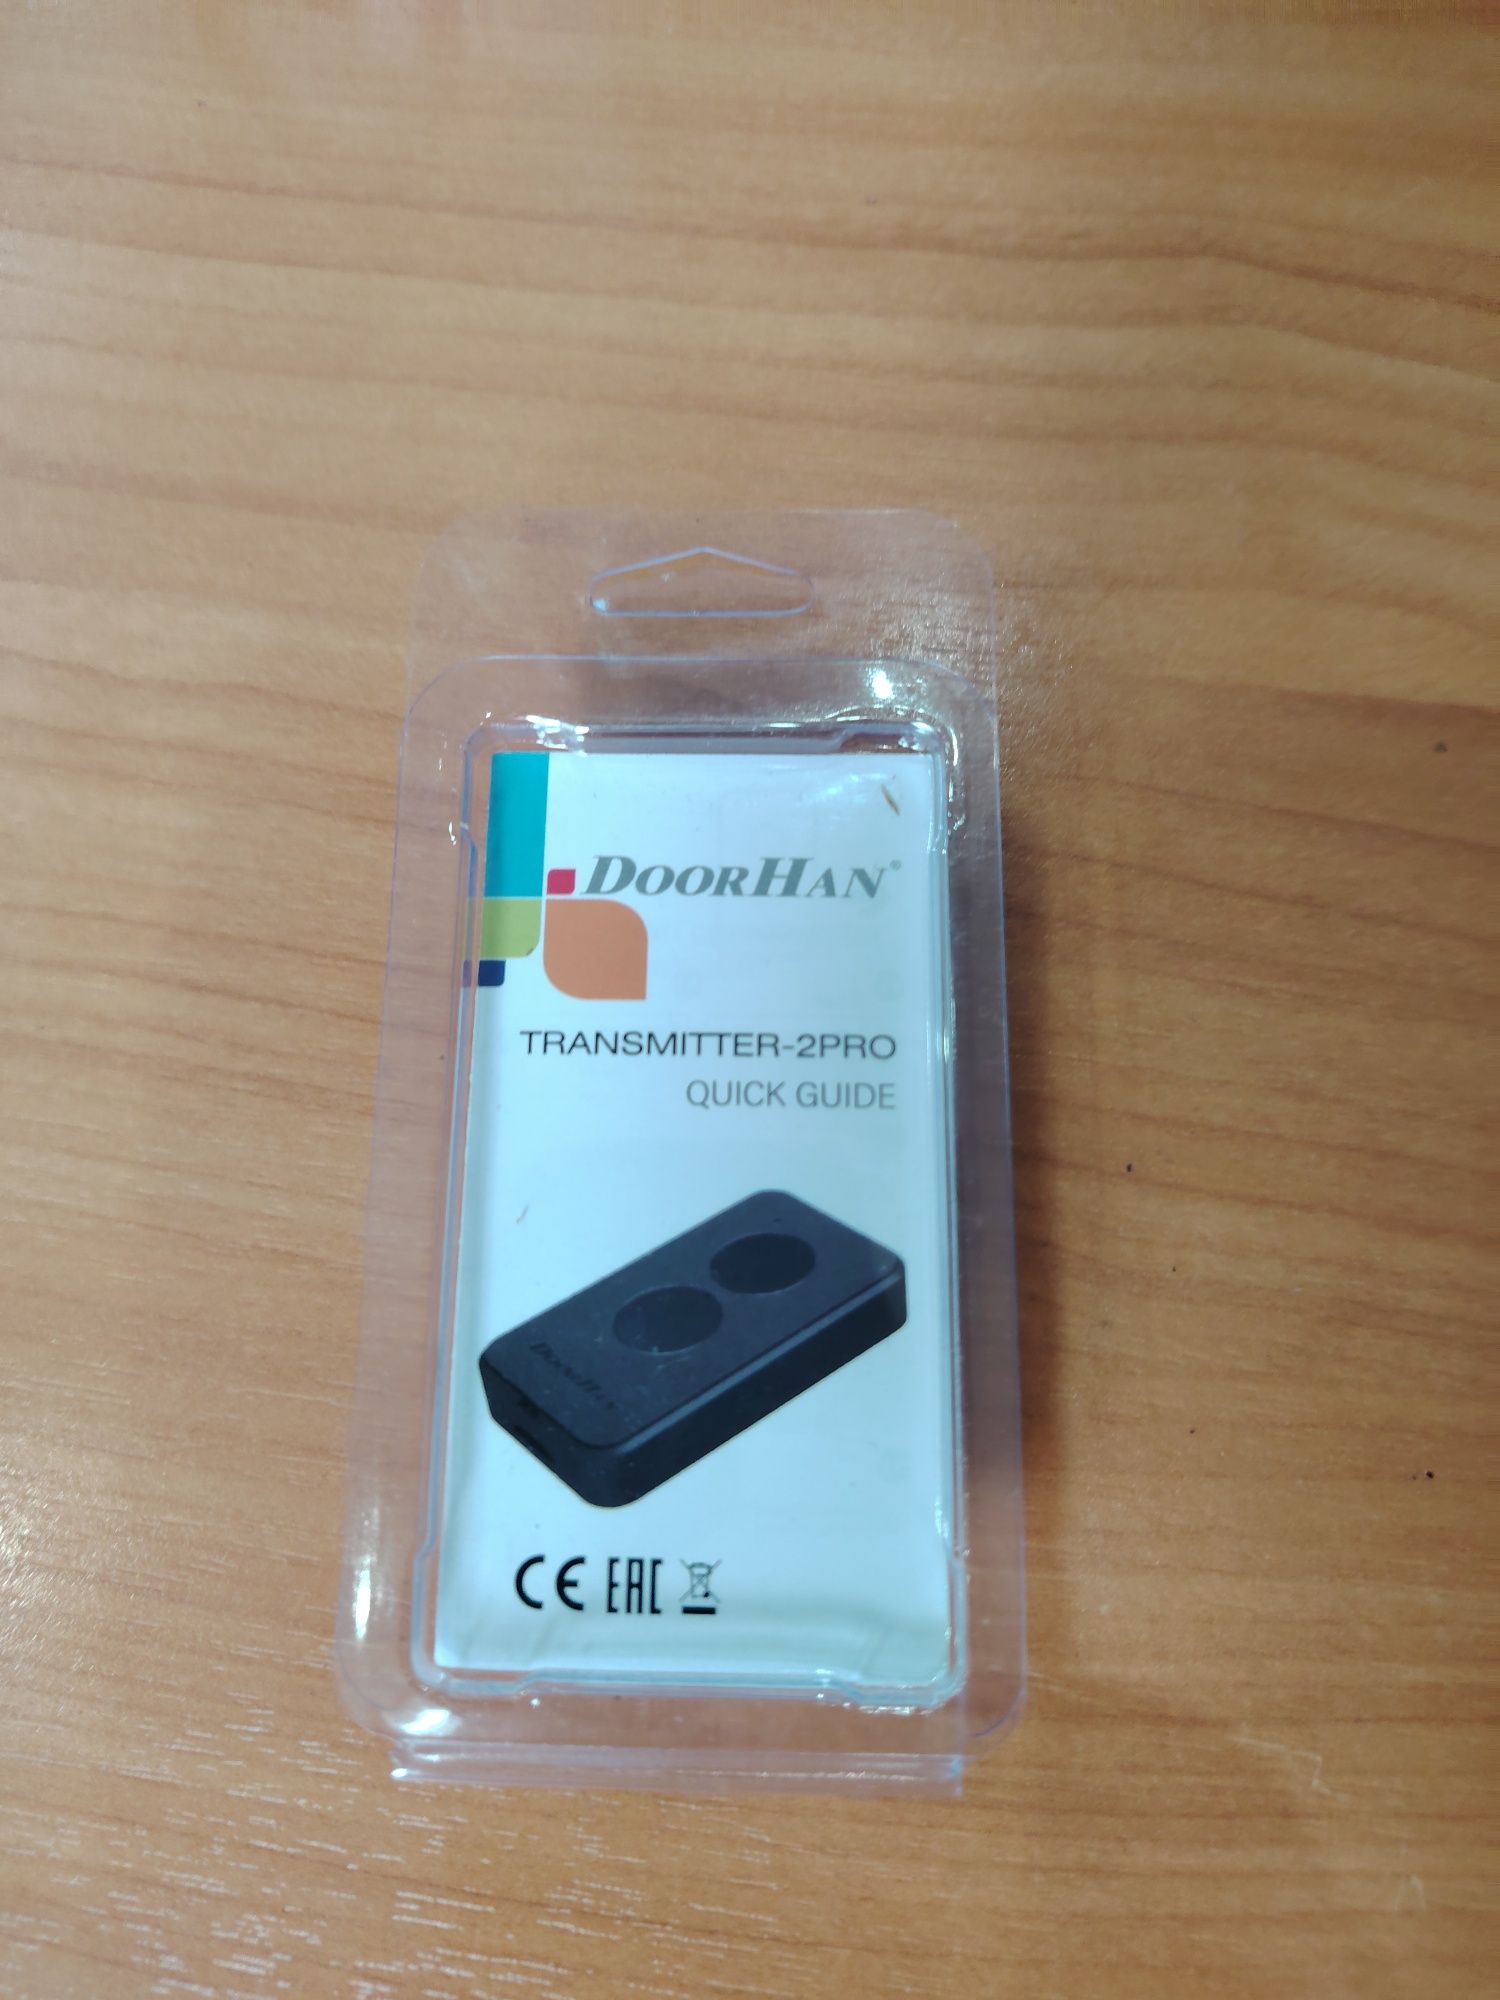 DOORHAN®
TRANSMITTER-2PRO
QUICK GUIDE
DOORHAN
CE EAC